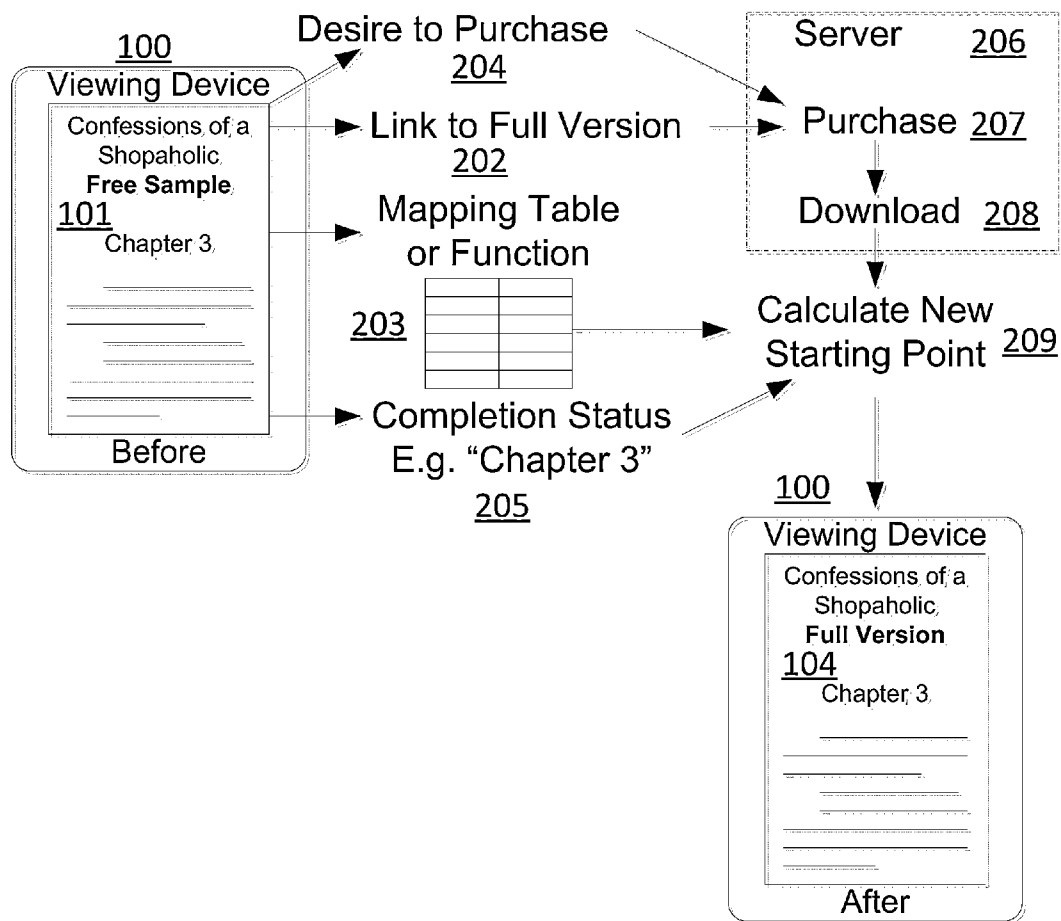 100
Viewing Device
Confessions of a
Shopaholic
Free Sample
101
Chapter 3
Before
Desire to Purchase
204
Link to Full Version
202
Mapping Table
or Function
203
Completion Status
E.g. “Chapter 3”
205
Server 206
Purchase 207
Download 208
Calculate New
Starting Point 209
100
Viewing Device
Confessions of a
Shopaholic
Full Version
104
Chapter 3
After